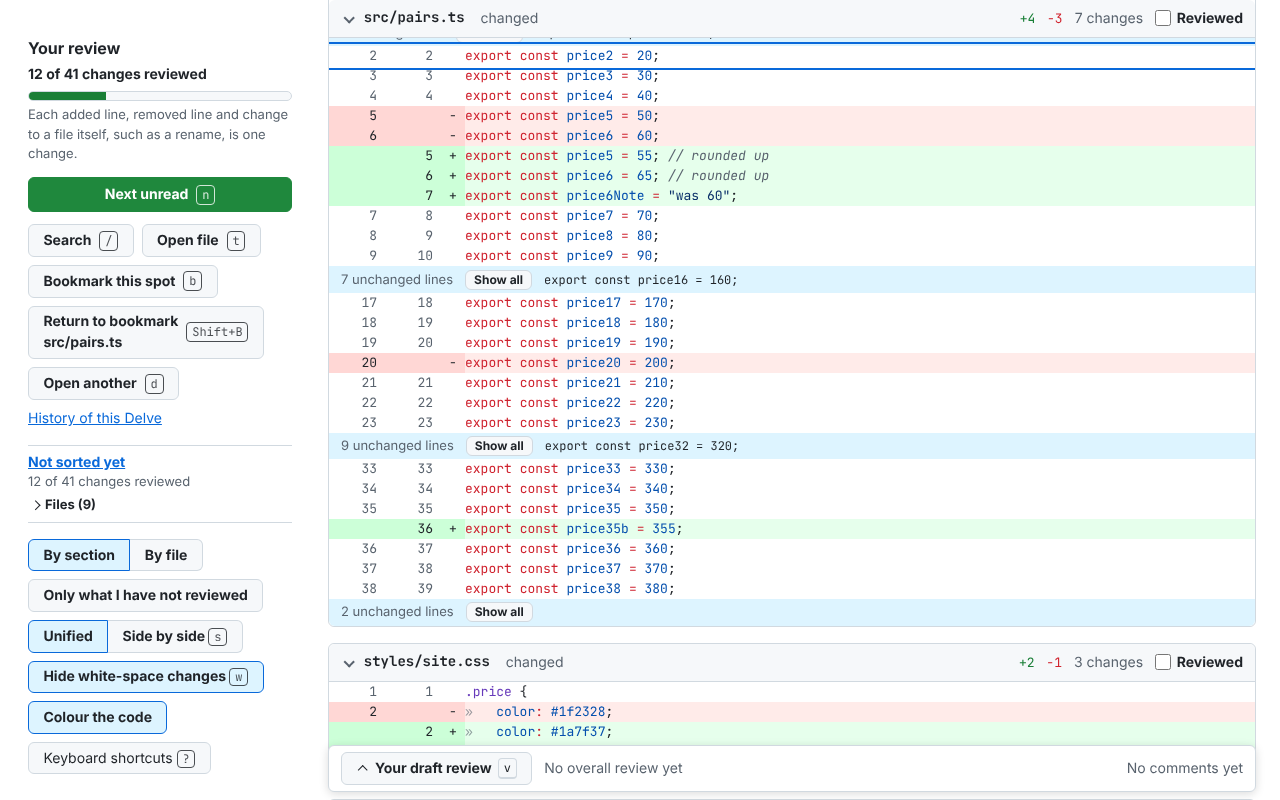 Your review
12 of 41 changes reviewed
Each added line, removed line and change
to a file itself, such as a rename, is one
change.
Next unread n
Search / Open file t
Bookmark this spot b
Return to bookmark
src/pairs.ts Shift+B
Open another d
History of this Delve
Not sorted yet
12 of 41 changes reviewed
Files (9)
By section By file
Only what I have not reviewed
Unified Side by side s
Hide white-space changes w
Colour the code
Keyboard shortcuts ?
src/pairs.ts changed +4 -3 7 changes Reviewed
2 2 export const price2 = 20;
3 3 export const price3 = 30;
4 4 export const price4 = 40;
5 - export const price5 = 50;
6 - export const price6 = 60;
5 + export const price5 = 55; // rounded up
6 + export const price6 = 65; // rounded up
7 + export const price6Note = "was 60";
7 8 export const price7 = 70;
8 9 export const price8 = 80;
9 10 export const price9 = 90;
7 unchanged lines Show all export const price16 = 160;
17 18 export const price17 = 170;
18 19 export const price18 = 180;
19 20 export const price19 = 190;
20 - export const price20 = 200;
21 21 export const price21 = 210;
22 22 export const price22 = 220;
23 23 export const price23 = 230;
9 unchanged lines Show all export const price32 = 320;
33 33 export const price33 = 330;
34 34 export const price34 = 340;
35 35 export const price35 = 350;
36 + export const price35b = 355;
36 37 export const price36 = 360;
37 38 export const price37 = 370;
38 39 export const price38 = 380;
2 unchanged lines Show all
styles/site.css changed +2 -1 3 changes Reviewed
1 1 .price {
2 - » color: #1f2328;
2 + » color: #1a7f37;
Your draft review v No overall review yet No comments yet